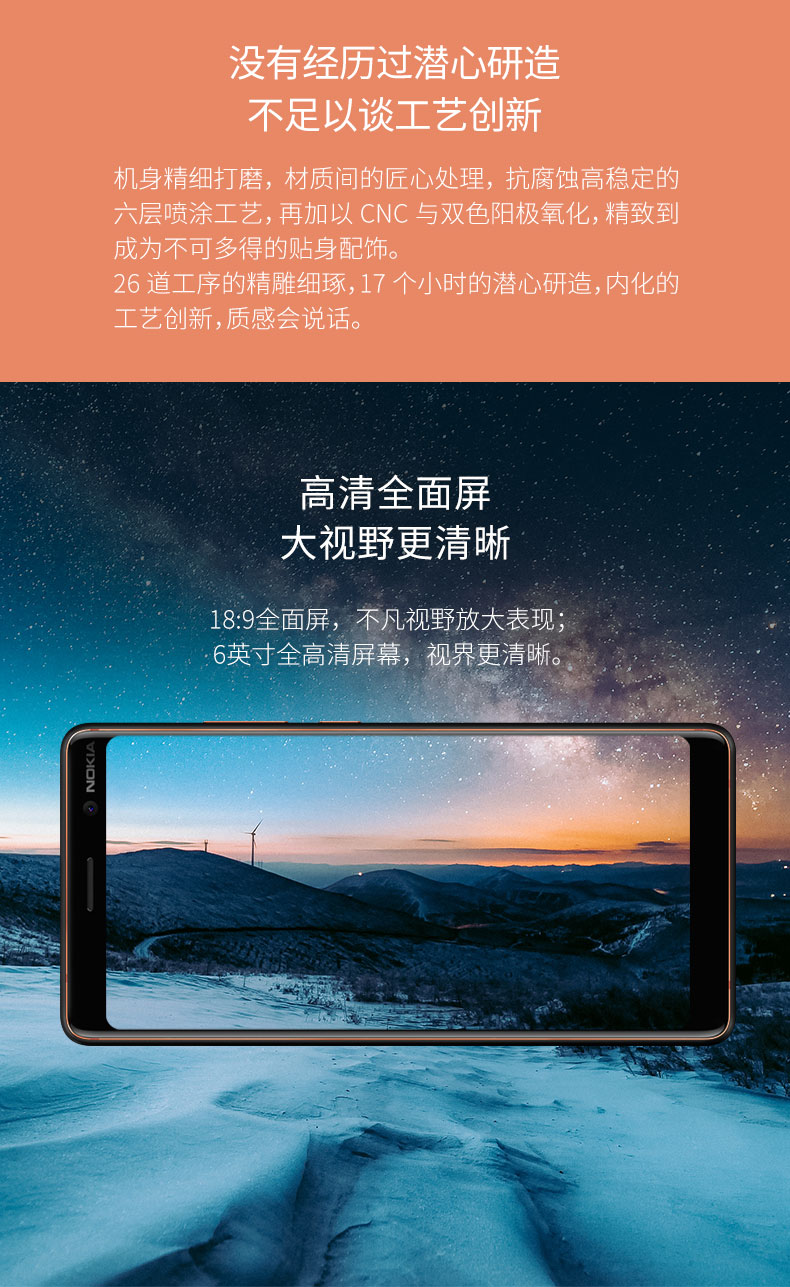 没有经历过潜心研造
不足以谈工艺创新
机身精细打磨，材质间的匠心处理，抗腐蚀高稳定的
六层喷涂工艺，再加以 CNC 与双色阳极氧化，精致到
成为不可多得的贴身配饰。
26 道工序的精雕细琢，17 个小时的潜心研造，内化的
工艺创新，质感会说话。
高清全面屏
大视野更清晰
18:9全面屏，不凡视野放大表现；
6英寸全高清屏幕，视界更清晰。
NOKIA